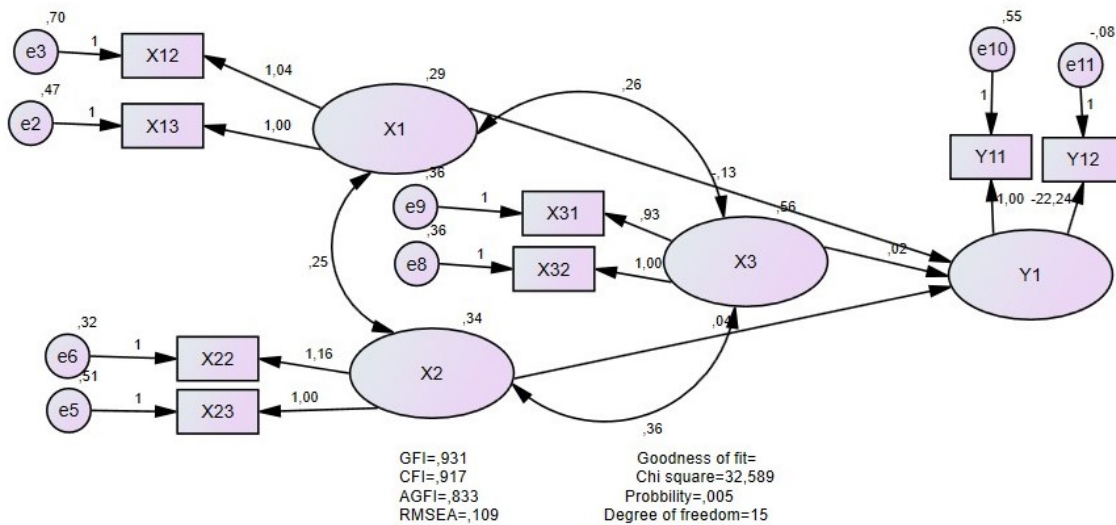 ,70
e3 1 X12
1,04
,47
e2 1 X13
1,00
,29
X1
,26
,55
e10
1
-,08
e11
1
Y11 Y12
1,00 -22,24
-,13
,36
e9 1 X31
,93
,36
e8 1 X32
1,00
,56
X3
,02
Y1
,25
,32
e6 1 X22
1,16
,51
e5 1 X23
1,00
,34
X2
,04
,36
GFI=,931
CFI=,917
AGFI=,833
RMSEA=,109
Goodness of fit=
Chi square=32,589
Probbility=,005
Degree of freedom=15